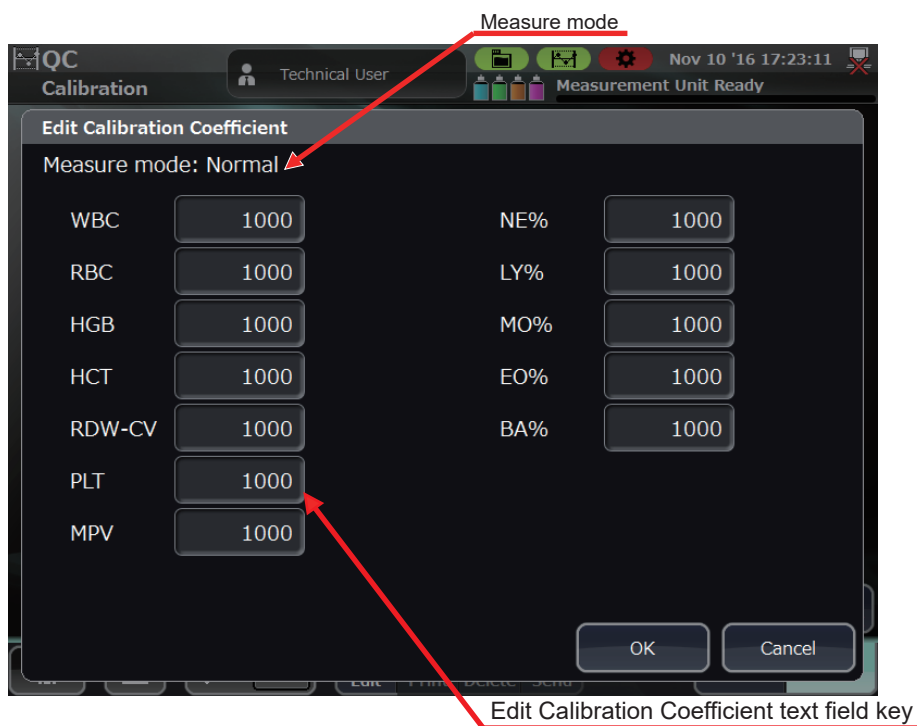 Measure mode
QC
Calibration
Technical User
Nov 10 '16 17:23:11
Measurement Unit Ready
Edit Calibration Coefficient
Measure mode: Normal
WBC 1000 NE% 1000
RBC 1000 LY% 1000
HGB 1000 MO% 1000
HCT 1000 EO% 1000
RDW-CV 1000 BA% 1000
PLT 1000
MPV 1000
OK Cancel
Edit Delete Send
Edit Calibration Coefficient text field key